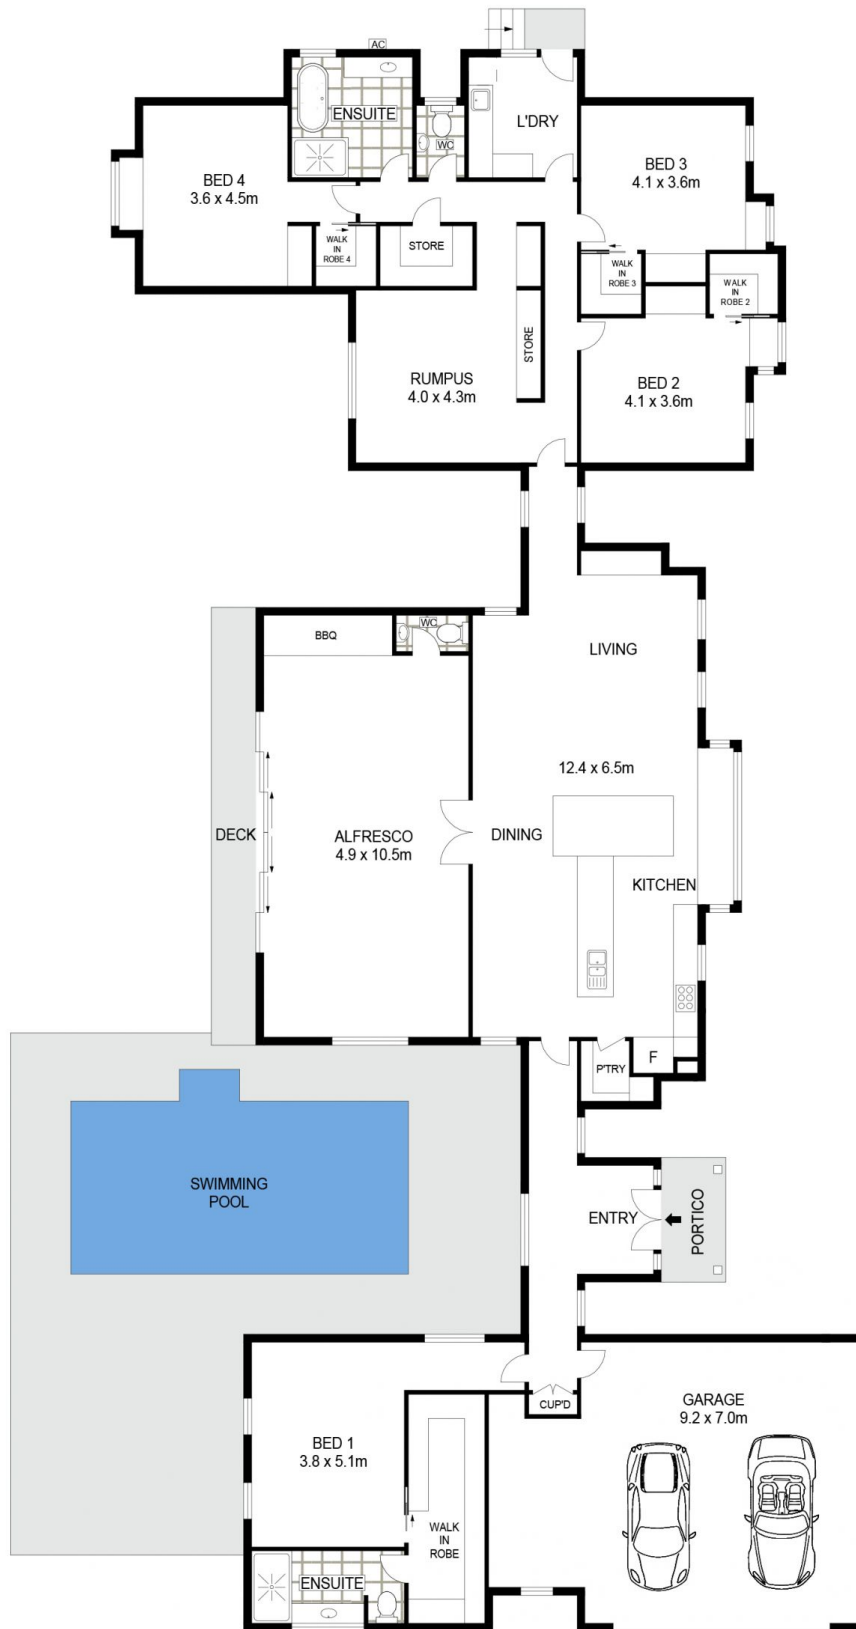 AC
ENSUITE
WC
L'DRY
BED 4
3.6 x 4.5m
BED 3
4.1 x 3.6m
WALK
IN
ROBE 4
STORE
WALK
IN
ROBE 3
WALK
IN
ROBE 2
STORE
RUMPUS
4.0 x 4.3m
BED 2
4.1 x 3.6m
BBQ
WC
LIVING
12.4 x 6.5m
DECK
ALFRESCO
4.9 x 10.5m
DINING
KITCHEN
P'TRY
F
SWIMMING
POOL
ENTRY
PORTICO
CUP'D
GARAGE
9.2 x 7.0m
BED 1
3.8 x 5.1m
WALK
IN
ROBE
ENSUITE